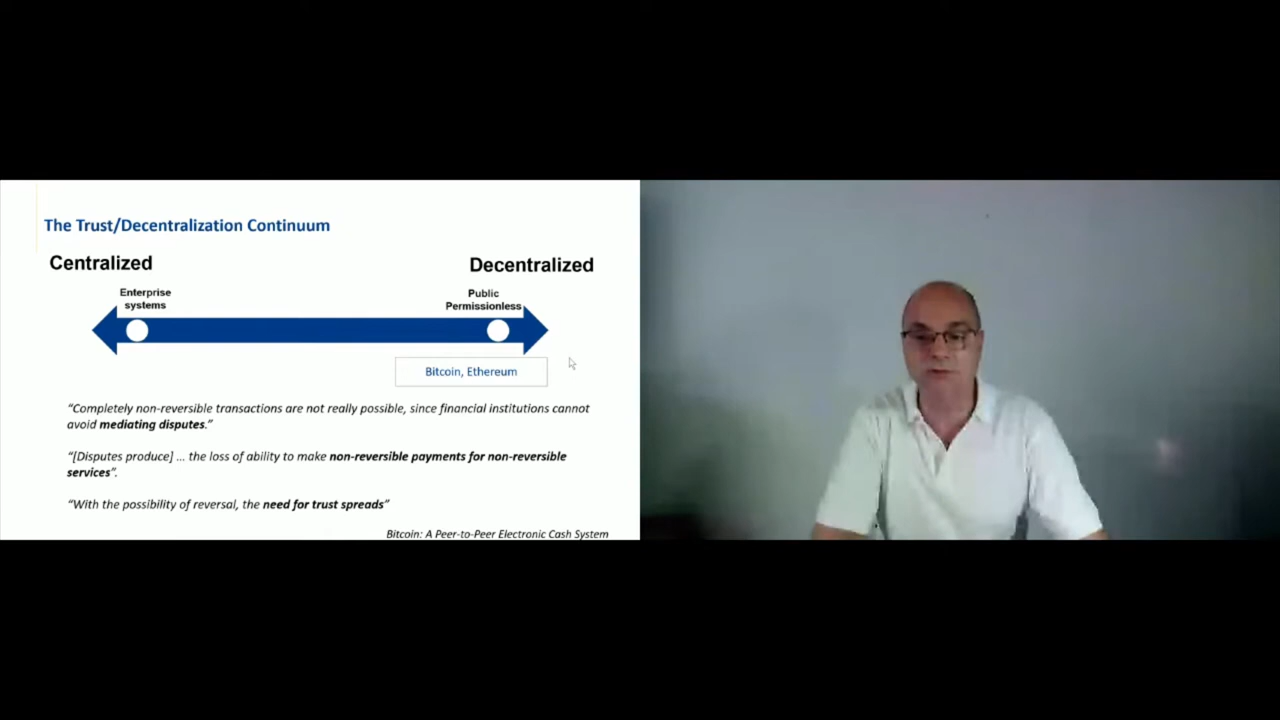 The Trust/Decentralization Continuum
Centralized
Decentralized
Enterprise
systems
Public
Permissionless
Bitcoin, Ethereum
“Completely non-reversible transactions are not really possible, since financial institutions cannot
avoid mediating disputes.”
“[Disputes produce] … the loss of ability to make non-reversible payments for non-reversible
services”.
“With the possibility of reversal, the need for trust spreads”
Bitcoin: A Peer-to-Peer Electronic Cash System